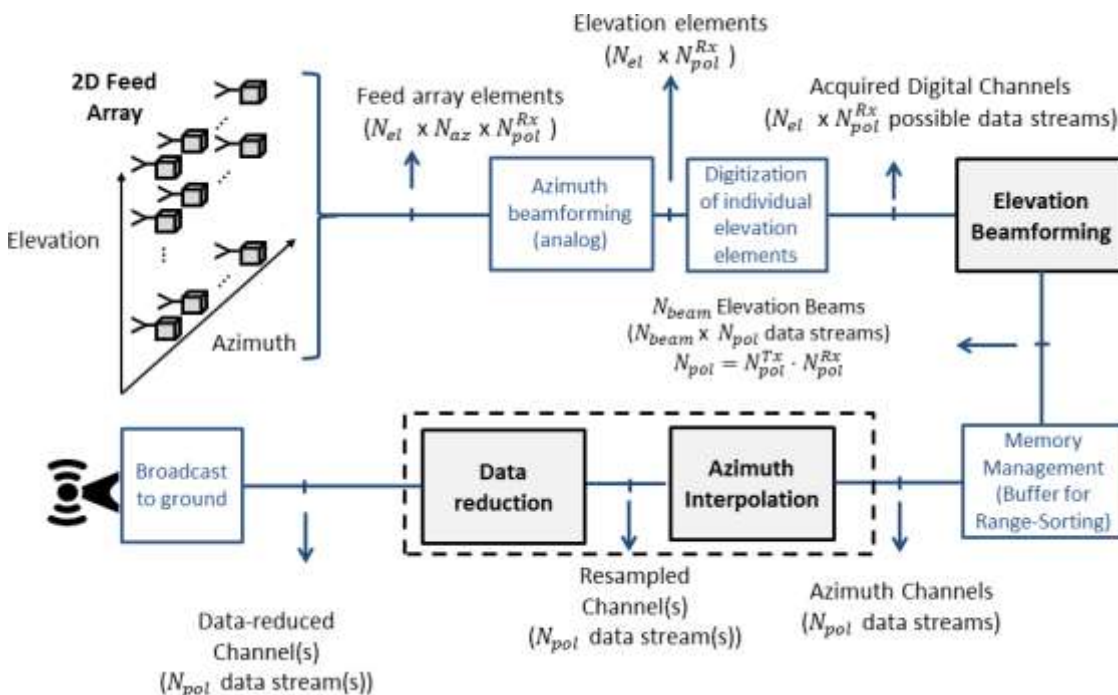 2D Feed
Array
Elevation
Azimuth
Feed array elements
(N_el x N_az x N_pol^Rx )
Azimuth
beamforming
(analog)
Elevation elements
(N_el x N_pol^Rx )
Digitization
of individual
elevation
elements
Acquired Digital Channels
(N_el x N_pol^Rx possible data streams)
Elevation
Beamforming
N_beam Elevation Beams
(N_beam x N_pol data streams)
N_pol = N_pol^Tx · N_pol^Rx
Memory
Management
(Buffer for
Range-Sorting)
Azimuth Channels
(N_pol data streams)
Azimuth
Interpolation
Resampled
Channel(s)
(N_pol data stream(s))
Data
reduction
Data-reduced
Channel(s)
(N_pol data stream(s))
Broadcast
to ground